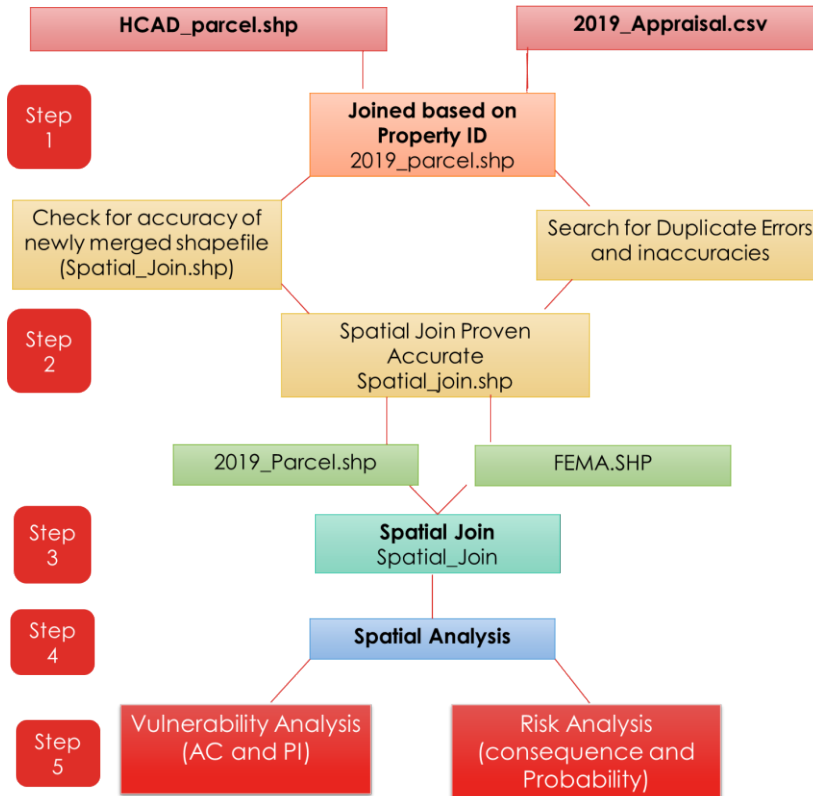 HCAD_parcel.shp
2019_Appraisal.csv
Step
1
Joined based on
Property ID
2019_parcel.shp
Check for accuracy of
newly merged shapefile
(Spatial_Join.shp)
Search for Duplicate Errors
and inaccuracies
Step
2
Spatial Join Proven
Accurate
Spatial_join.shp
2019_Parcel.shp
FEMA.SHP
Step
3
Spatial Join
Spatial_Join
Step
4
Spatial Analysis
Step
5
Vulnerability Analysis
(AC and PI)
Risk Analysis
(consequence and
Probability)